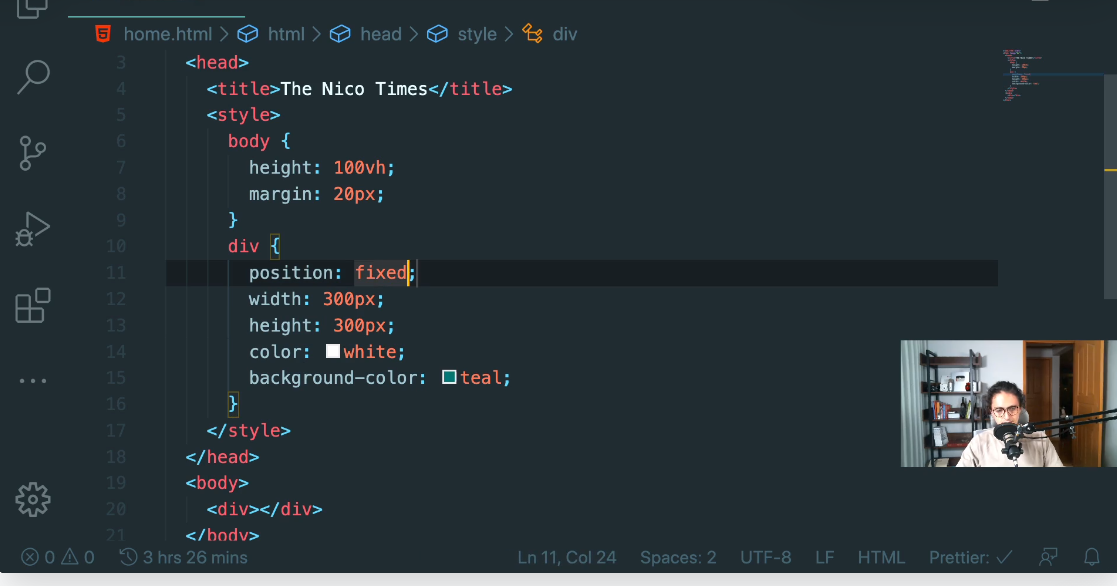 home.html > html > head > style > div
3 <head>
4 <title>The Nico Times</title>
5 <style>
6 body {
7 height: 100vh;
8 margin: 20px;
9 }
10 div {
11 position: fixed;
12 width: 300px;
13 height: 300px;
14 color: white;
15 background-color: teal;
16 }
17 </style>
18 </head>
19 <body>
20 <div></div>
21 </body>
0 0 3 hrs 26 mins Ln 11, Col 24 Spaces: 2 UTF-8 LF HTML Prettier: ✓